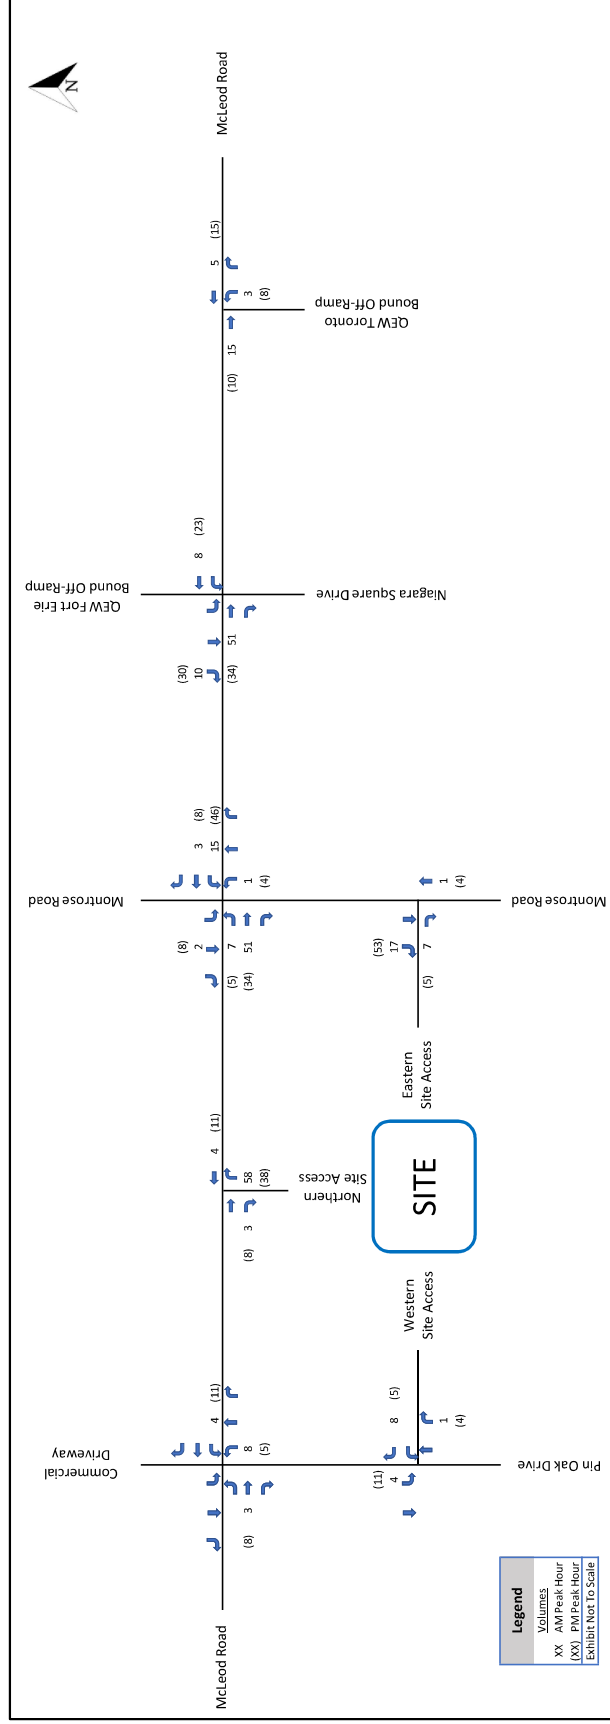 N
McLeod Road
(15)
5
3
(8)
QEW Toronto
Bound Off-Ramp
15
(10)
(23)
8
QEW Fort Erie
Bound Off-Ramp
Niagara Square Drive
51
(30)
10
(34)
(8)
(46)
3
15
1
(4)
Montrose Road
(8)
2
7
51
(5)
(34)
1
(4)
Montrose Road
(53)
17
7
(5)
Eastern
Site Access
(11)
4
58
(38)
Northern
Site Access
3
(8)
SITE
Western
Site Access
(11)
4
8
(5)
Commercial
Driveway
3
(8)
(5)
8
1
(4)
Pin Oak Drive
(11)
4
McLeod Road
Legend
Volumes
XX AM Peak Hour
(XX) PM Peak Hour
Exhibit Not To Scale